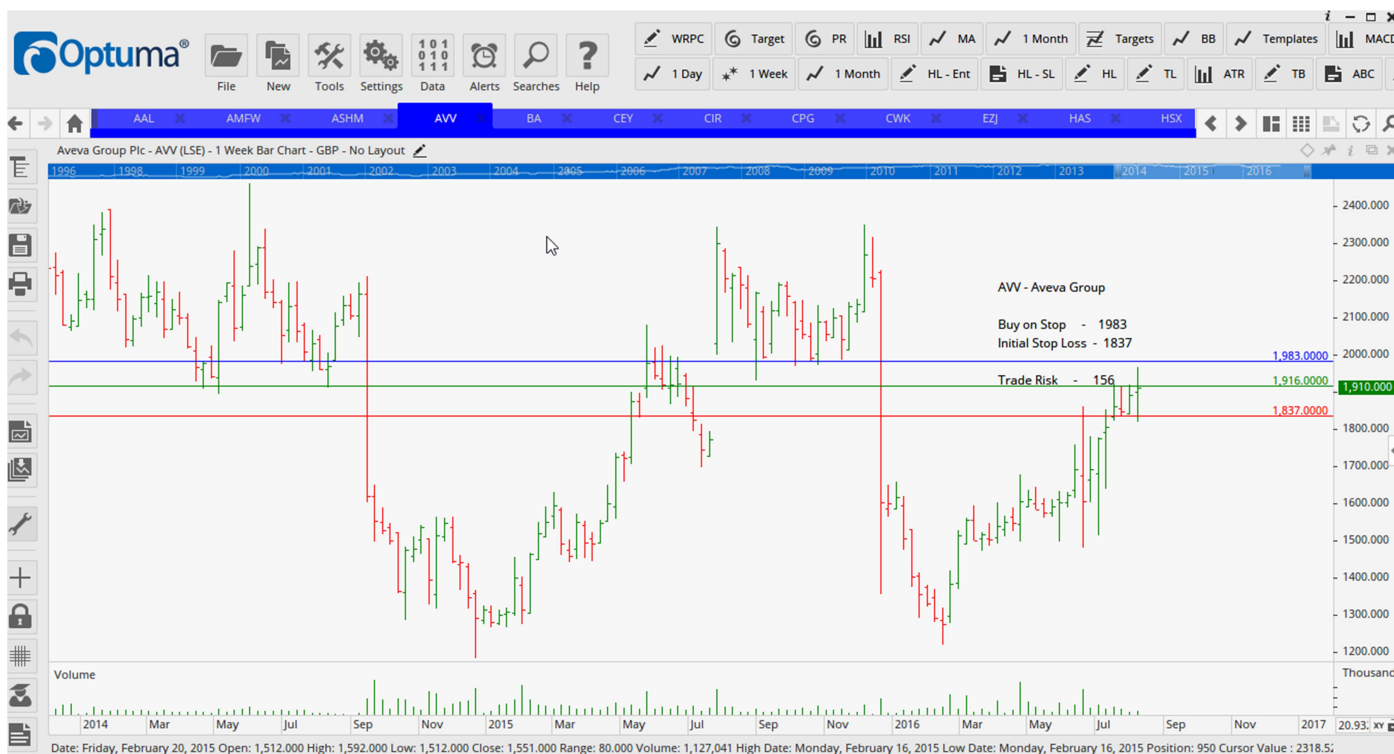 i
Optuma®
File New Tools Settings Data Alerts Searches Help
WRPC Target PR RSI MA 1 Month Targets BB Templates MACD
1 Day 1 Week 1 Month HL - Ent HL - SL HL TL ATR TB ABC
AAL AMFW ASHM AVV BA CEY CIR CPG CWK EZJ HAS HSX
Aveva Group Plc - AVV (LSE) - 1 Week Bar Chart - GBP - No Layout
1996 1998 1999 2000 2001 2002 2003 2004 2005 2006 2007 2008 2009 2010 2011 2012 2013 2014 2015 2016
2400.000
2300.000
2200.000
AVV - Aveva Group
2100.000
Buy on Stop - 1983
Initial Stop Loss - 1837
1,983.0000
2000.000
Trade Risk - 156
1,916.0000
1,910.000
1,837.0000
1800.000
1700.000
1600.000
1500.000
1400.000
1300.000
1200.000
Volume
Thousand
2014 Mar May Jul Sep Nov 2015 Mar May Jul Sep Nov 2016 Mar May Jul Sep Nov 2017
20.93 XY
Date: Friday, February 20, 2015 Open: 1,512.000 High: 1,592.000 Low: 1,512.000 Close: 1,551.000 Range: 80.000 Volume: 1,127,041 High Date: Monday, February 16, 2015 Low Date: Monday, February 16, 2015 Position: 950 Cursor Value : 2318.52